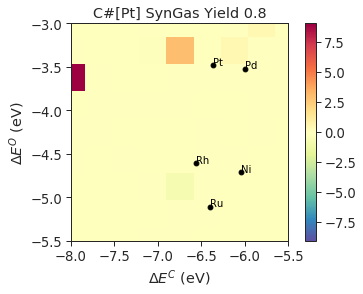 C#[Pt] SynGas Yield 0.8
−3.0
−3.5
−4.0
−4.5
−5.0
−5.5
ΔE^O (eV)
Pt
Pd
Rh
Ni
Ru
−8.0 −7.5 −7.0 −6.5 −6.0 −5.5
ΔE^C (eV)
7.5
5.0
2.5
0.0
−2.5
−5.0
−7.5